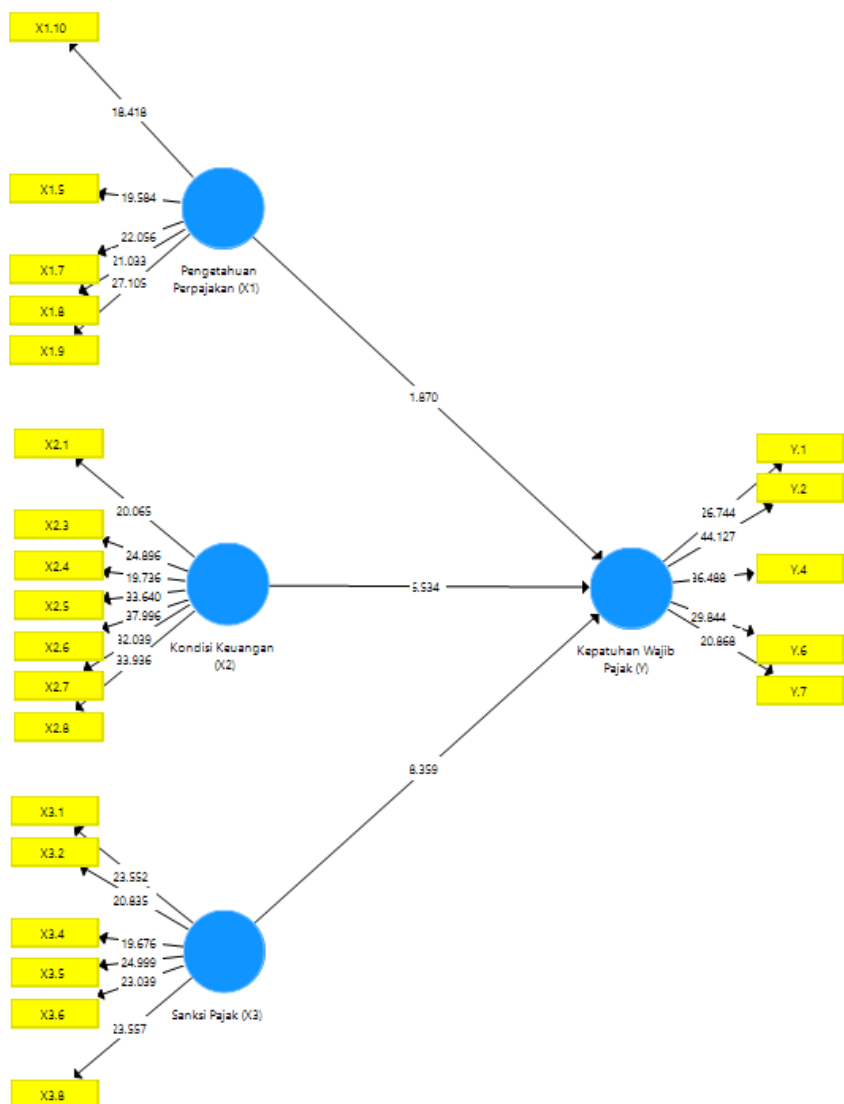 X1.10
18.418
X1.5
19.584
22.056
X1.7
21.033
27.105
X1.8
X1.9
Pengetahuan
Perpajakan (X1)
1.870
X2.1
20.065
X2.3
24.896
X2.4
19.736
X2.5
33.640
37.996
X2.6
32.039
X2.7
33.936
X2.8
Kondisi Keuangan
(X2)
5.534
Y.1
26.744
Y.2
44.127
Y.4
36.488
29.844
Y.6
20.868
Y.7
Kepatuhan Wajib
Pajak (Y)
8.359
X3.1
X3.2
23.552
20.835
X3.4
19.676
X3.5
24.999
23.039
X3.6
23.557
X3.8
Sanksi Pajak (X3)